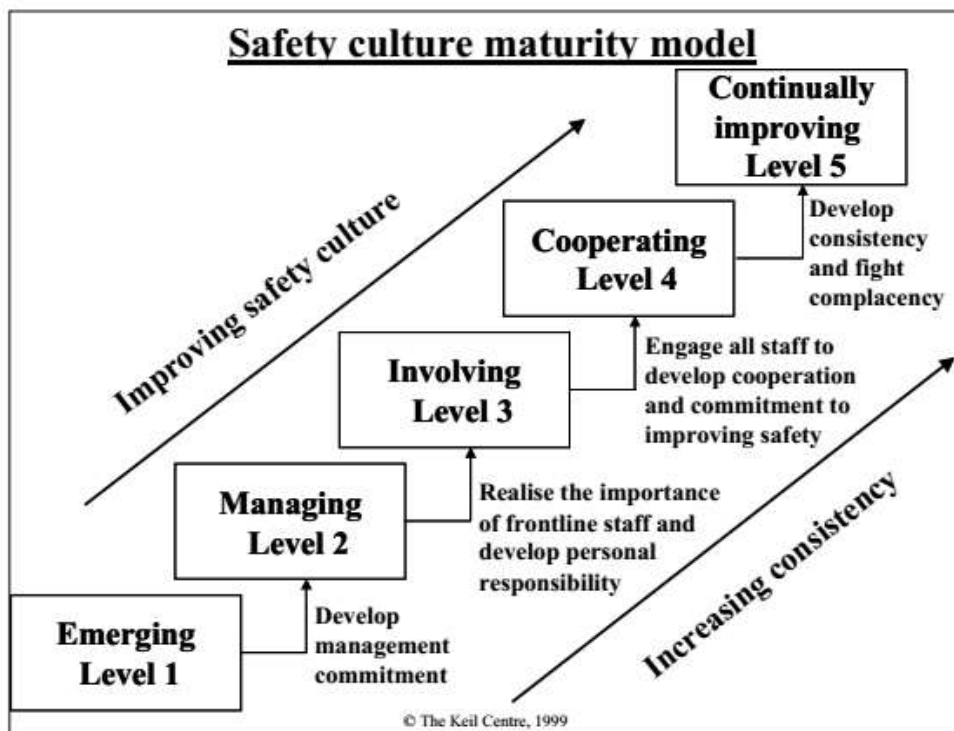 Safety culture maturity model
Continually
improving
Level 5
Improving safety culture
Develop
consistency
and fight
complacency
Cooperating
Level 4
Engage all staff to
develop cooperation
and commitment to
improving safety
Involving
Level 3
Realise the importance
of frontline staff and
develop personal
responsibility
Managing
Level 2
Increasing consistency
Develop
management
commitment
Emerging
Level 1
© The Keil Centre, 1999